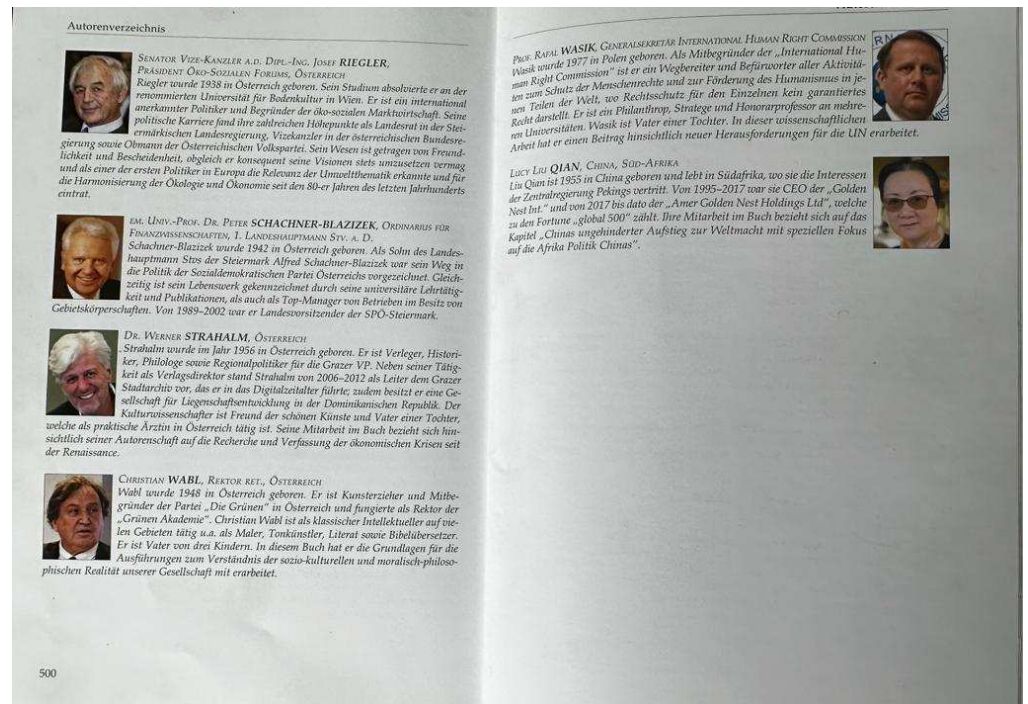 Autorenverzeichnis
SENATOR VIZE-KANZLER A.D. DIPL.-ING. JOSEF RIEGLER,
PRÄSIDENT ÖKO-SOZIALEN FORUMS, ÖSTERREICH
Riegler wurde 1938 in Österreich geboren. Sein Studium absolvierte er an der
renommierten Universität für Bodenkultur in Wien. Er ist ein international
anerkannter Politiker und Begründer der öko-sozialen Marktwirtschaft. Seine
politische Karriere fand ihre zahlreichen Höhepunkte als Landesrat in der Stei-
ermärkischen Landesregierung, Vizekanzler in der österreichischen Bundesre-
gierung sowie Obmann der Österreichischen Volkspartei. Sein Wesen ist getragen von Freund-
lichkeit und Bescheidenheit, obgleich er konsequent seine Visionen stets umzusetzen vermag
und als einer der ersten Politiker in Europa die Relevanz der Umweltthematik erkannte und für
die Harmonisierung der Ökologie und Ökonomie seit den 80-er Jahren des letzten Jahrhunderts
eintrat.
EM. UNIV.-PROF. DR. PETER SCHACHNER-BLAZIZEK, ORDINARIUS FÜR
FINANZWISSENSCHAFTEN, 1. LANDESHAUPTMANN STV. A. D.
Schachner-Blazizek wurde 1942 in Österreich geboren. Als Sohn des Landes-
hauptmann Stvs der Steiermark Alfred Schachner-Blazizek war sein Weg in
die Politik der Sozialdemokratischen Partei Österreichs vorgezeichnet. Gleich-
zeitig ist sein Lebenswerk gekennzeichnet durch seine universitäre Lehrtätig-
keit und Publikationen, als auch als Top-Manager von Betrieben im Besitz von
Gebietskörperschaften. Von 1989–2002 war er Landesvorsitzender der SPÖ-Steiermark.
DR. WERNER STRAHALM, ÖSTERREICH
Strahalm wurde im Jahr 1956 in Österreich geboren. Er ist Verleger, Histori-
ker, Philologe sowie Regionalpolitiker für die Grazer VP. Neben seiner Tätig-
keit als Verlagsdirektor stand Strahalm von 2006–2012 als Leiter dem Grazer
Stadtarchiv vor, das er in das Digitalzeitalter führte; zudem besitzt er eine Ge-
sellschaft für Liegenschaftsentwicklung in der Dominikanischen Republik. Der
Kulturwissenschafter ist Freund der schönen Künste und Vater einer Tochter,
welche als praktische Ärztin in Österreich tätig ist. Seine Mitarbeit im Buch bezieht sich hin-
sichtlich seiner Autorenschaft auf die Recherche und Verfassung der ökonomischen Krisen seit
der Renaissance.
CHRISTIAN WABL, REKTOR RET., ÖSTERREICH
Wabl wurde 1948 in Österreich geboren. Er ist Kunsterzieher und Mitbe-
gründer der Partei „Die Grünen" in Österreich und fungierte als Rektor der
„Grünen Akademie". Christian Wabl ist als klassischer Intellektueller auf vie-
len Gebieten tätig u.a. als Maler, Tonkünstler, Literat sowie Bibelübersetzer.
Er ist Vater von drei Kindern. In diesem Buch hat er die Grundlagen für die
Ausführungen zum Verständnis der sozio-kulturellen und moralisch-philoso-
phischen Realität unserer Gesellschaft mit erarbeitet.
500
PROF. RAFAL WASIK, GENERALSEKRETÄR INTERNATIONAL HUMAN RIGHT COMMISSION
Wasik wurde 1977 in Polen geboren. Als Mitbegründer der „International Hu-
man Right Commission" ist er ein Wegbereiter und Befürworter aller Aktivitä-
ten zum Schutz der Menschenrechte und zur Förderung des Humanismus in je-
nen Teilen der Welt, wo Rechtsschutz für den Einzelnen kein garantiertes
Recht darstellt. Er ist ein Philanthrop, Stratege und Honorarprofessor an mehre-
ren Universitäten. Wasik ist Vater einer Tochter. In dieser wissenschaftlichen
Arbeit hat er einen Beitrag hinsichtlich neuer Herausforderungen für die UN erarbeitet.
LUCY LIU QIAN, CHINA, SÜD-AFRIKA
Liu Qian ist 1955 in China geboren und lebt in Südafrika, wo sie die Interessen
der Zentralregierung Pekings vertritt. Von 1995–2017 war sie CEO der „Golden
Nest Int." und von 2017 bis dato der „Amer Golden Nest Holdings Ltd", welche
zu den Fortune „global 500" zählt. Ihre Mitarbeit im Buch bezieht sich auf das
Kapitel „Chinas ungehinderter Aufstieg zur Weltmacht mit speziellen Fokus
auf die Afrika Politik Chinas".